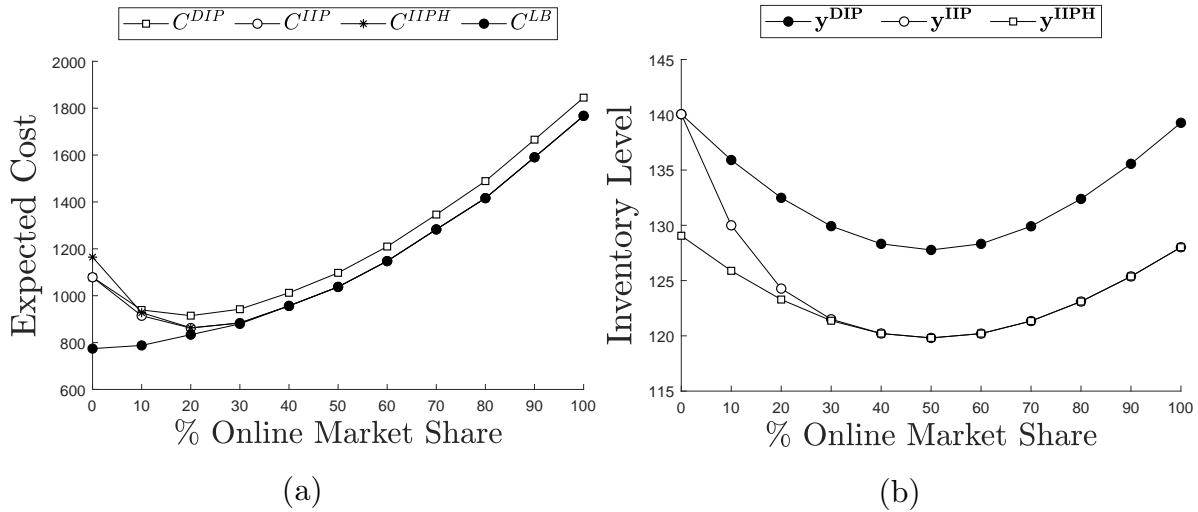 C^{DIP} C^{IIP} C^{IIPH} C^{LB}
Expected Cost
2000
1800
1600
1400
1200
1000
800
600
0 10 20 30 40 50 60 70 80 90 100
% Online Market Share
(a)
y^{DIP} y^{IIP} y^{IIPH}
Inventory Level
145
140
135
130
125
120
115
0 10 20 30 40 50 60 70 80 90 100
% Online Market Share
(b)